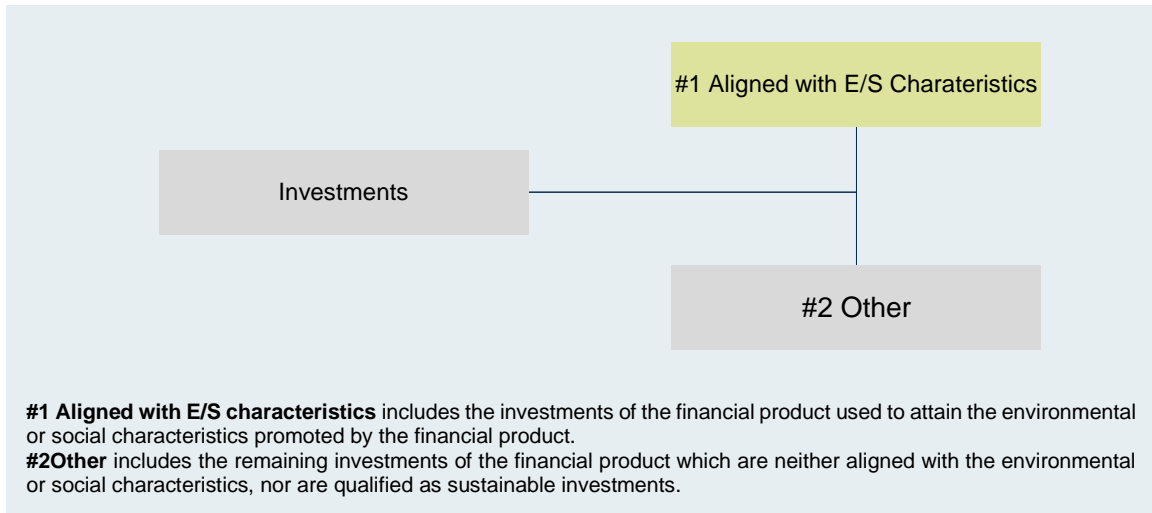 #1 Aligned with E/S Charateristics
Investments
#2 Other
#1 Aligned with E/S characteristics includes the investments of the financial product used to attain the environmental
or social characteristics promoted by the financial product.
#2Other includes the remaining investments of the financial product which are neither aligned with the environmental
or social characteristics, nor are qualified as sustainable investments.